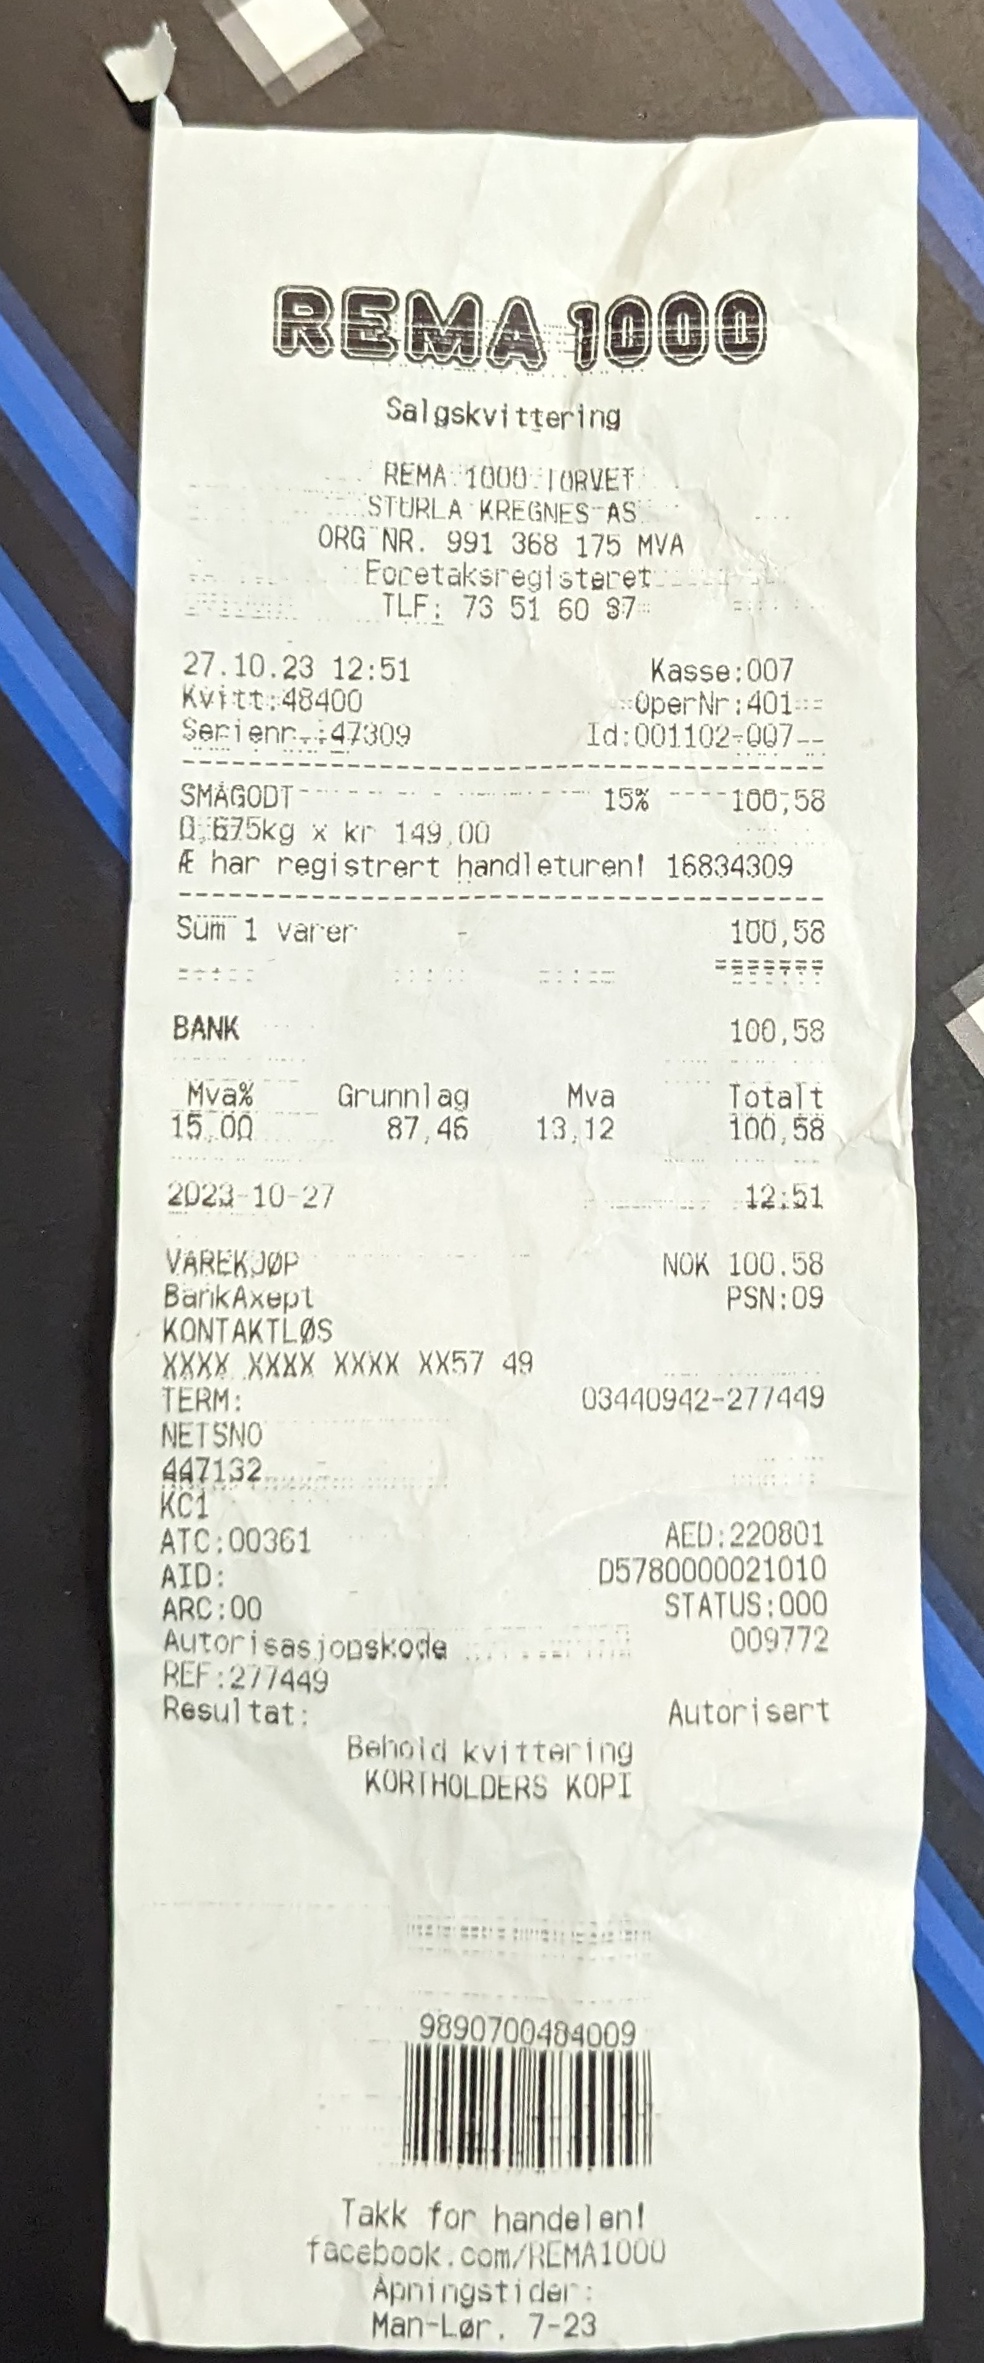 REMA 1000
Salgskvittering
REMA 1000 TORVET
STURLA KREGNES AS
ORG NR. 991 368 175 MVA
Foretaksregisteret
TLF: 73 51 60 87
27.10.23 12:51 Kasse:007
Kvitt:48400 OperNr:401
Serienr.:47309 Id:001102-007
SMÅGODT 15% 100,58
0,675kg x kr 149,00
Æ har registrert handleturen! 16834309
Sum 1 varer 100,58
BANK 100,58
Mva% Grunnlag Mva Totalt
15,00 87,46 13,12 100,58
2023-10-27 12:51
VAREKJØP NOK 100.58
BankAxept PSN:09
KONTAKTLØS
XXXX XXXX XXXX XX57 49
TERM: 03440942-277449
NETSNO
447132
KC1
ATC:00361 AED:220801
AID: D5780000021010
ARC:00 STATUS:000
Autorisasjonskode 009772
REF:277449
Resultat: Autorisert
Behold kvittering
KORTHOLDERS KOPI
9890700484009
Takk for handelen!
facebook.com/REMA1000
Åpningstider:
Man-Lør. 7-23